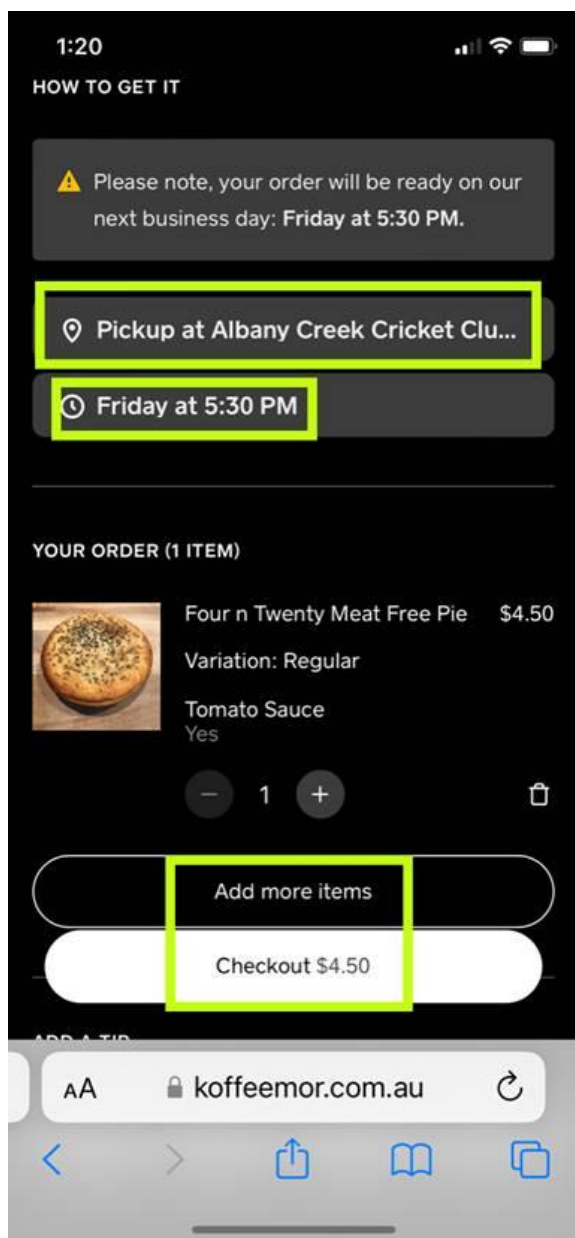 1:20
HOW TO GET IT
Please note, your order will be ready on our
next business day: Friday at 5:30 PM.
Pickup at Albany Creek Cricket Clu...
Friday at 5:30 PM
YOUR ORDER (1 ITEM)
Four n Twenty Meat Free Pie $4.50
Variation: Regular
Tomato Sauce
Yes
1
Add more items
Checkout $4.50
ADD A TIP
AA koffeemor.com.au